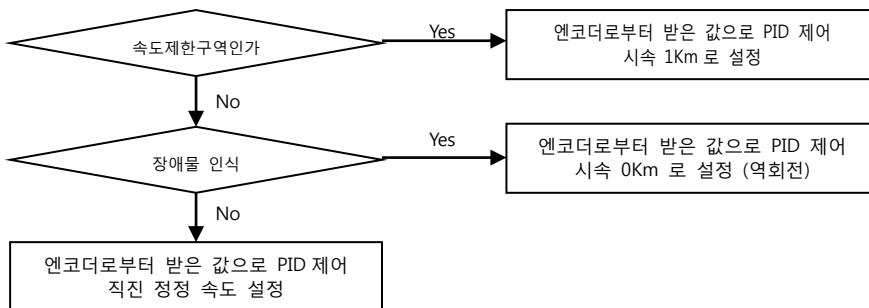 속도제한구역인가
Yes
엔코더로부터 받은 값으로 PID 제어
시속 1Km 로 설정
No
장애물 인식
Yes
엔코더로부터 받은 값으로 PID 제어
시속 0Km 로 설정 (역회전)
No
엔코더로부터 받은 값으로 PID 제어
직진 정정 속도 설정